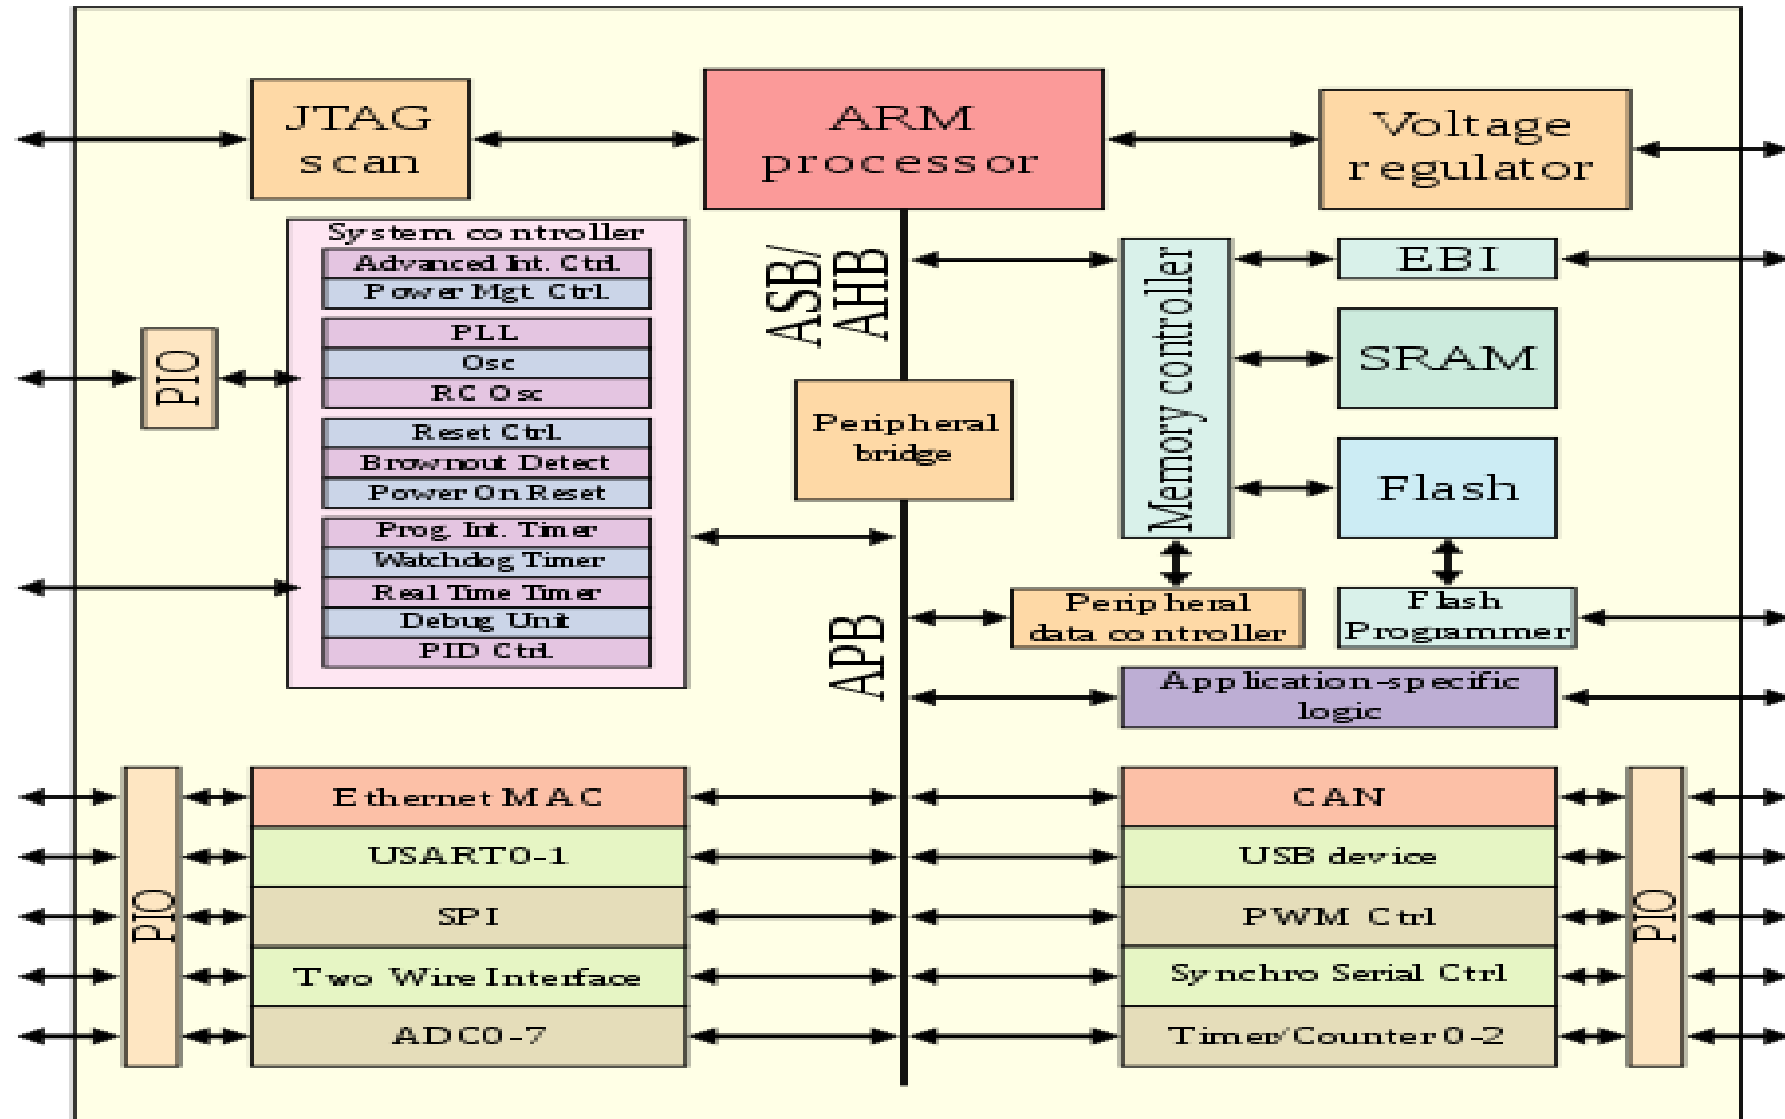 JTAG
scan
ARM
processor
Voltage
regulator
System controller
Advanced Int. Ctrl.
Power Mgt. Ctrl.
PLL
Osc
RC Osc
Reset Ctrl.
Brownout Detect
Power On Reset
Prog. Int. Timer
Watchdog Timer
Real Time Timer
Debug Unit
PID Ctrl.
PIO
ASB/
AHB
Peripheral
bridge
APB
Memory controller
EBI
SRAM
Flash
Peripheral
data controller
Flash
Programmer
Application-specific
logic
PIO
Ethernet MAC
USART0-1
SPI
Two Wire Interface
ADC0-7
CAN
USB device
PWM Ctrl
Synchro Serial Ctrl
Timer/Counter 0-2
PIO